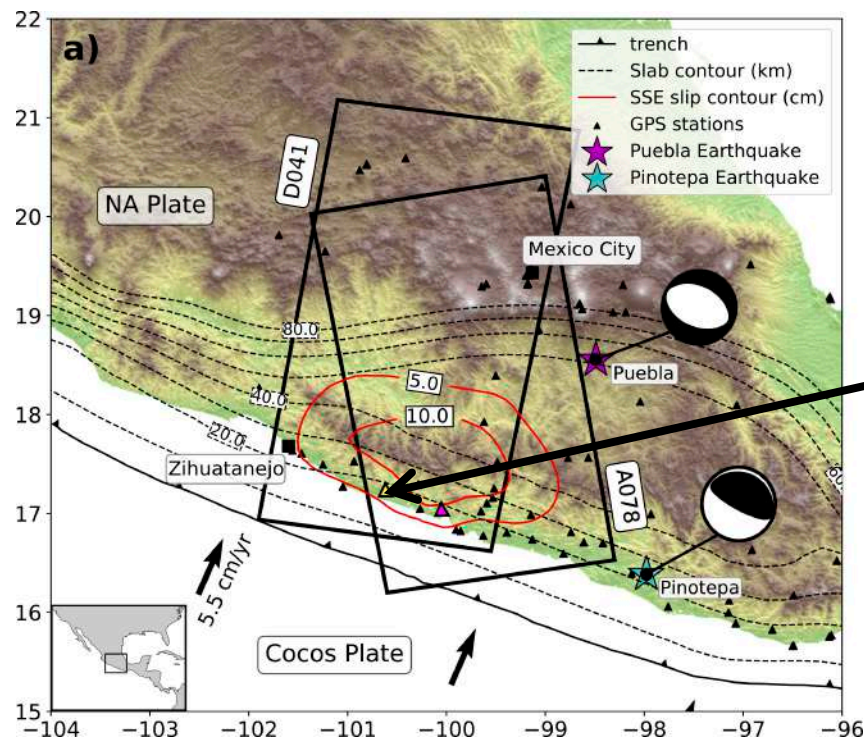 a)
trench
Slab contour (km)
SSE slip contour (cm)
GPS stations
Puebla Earthquake
Pinotepa Earthquake
D041
NA Plate
Mexico City
80.0
5.0
Puebla
40.0
10.0
20.0
60.
Zihuatanejo
A078
5.5 cm/yr
Pinotepa
Cocos Plate
22
21
20
19
18
17
16
15
−104
−103
−102
−101
−100
−99
−98
−97
−96